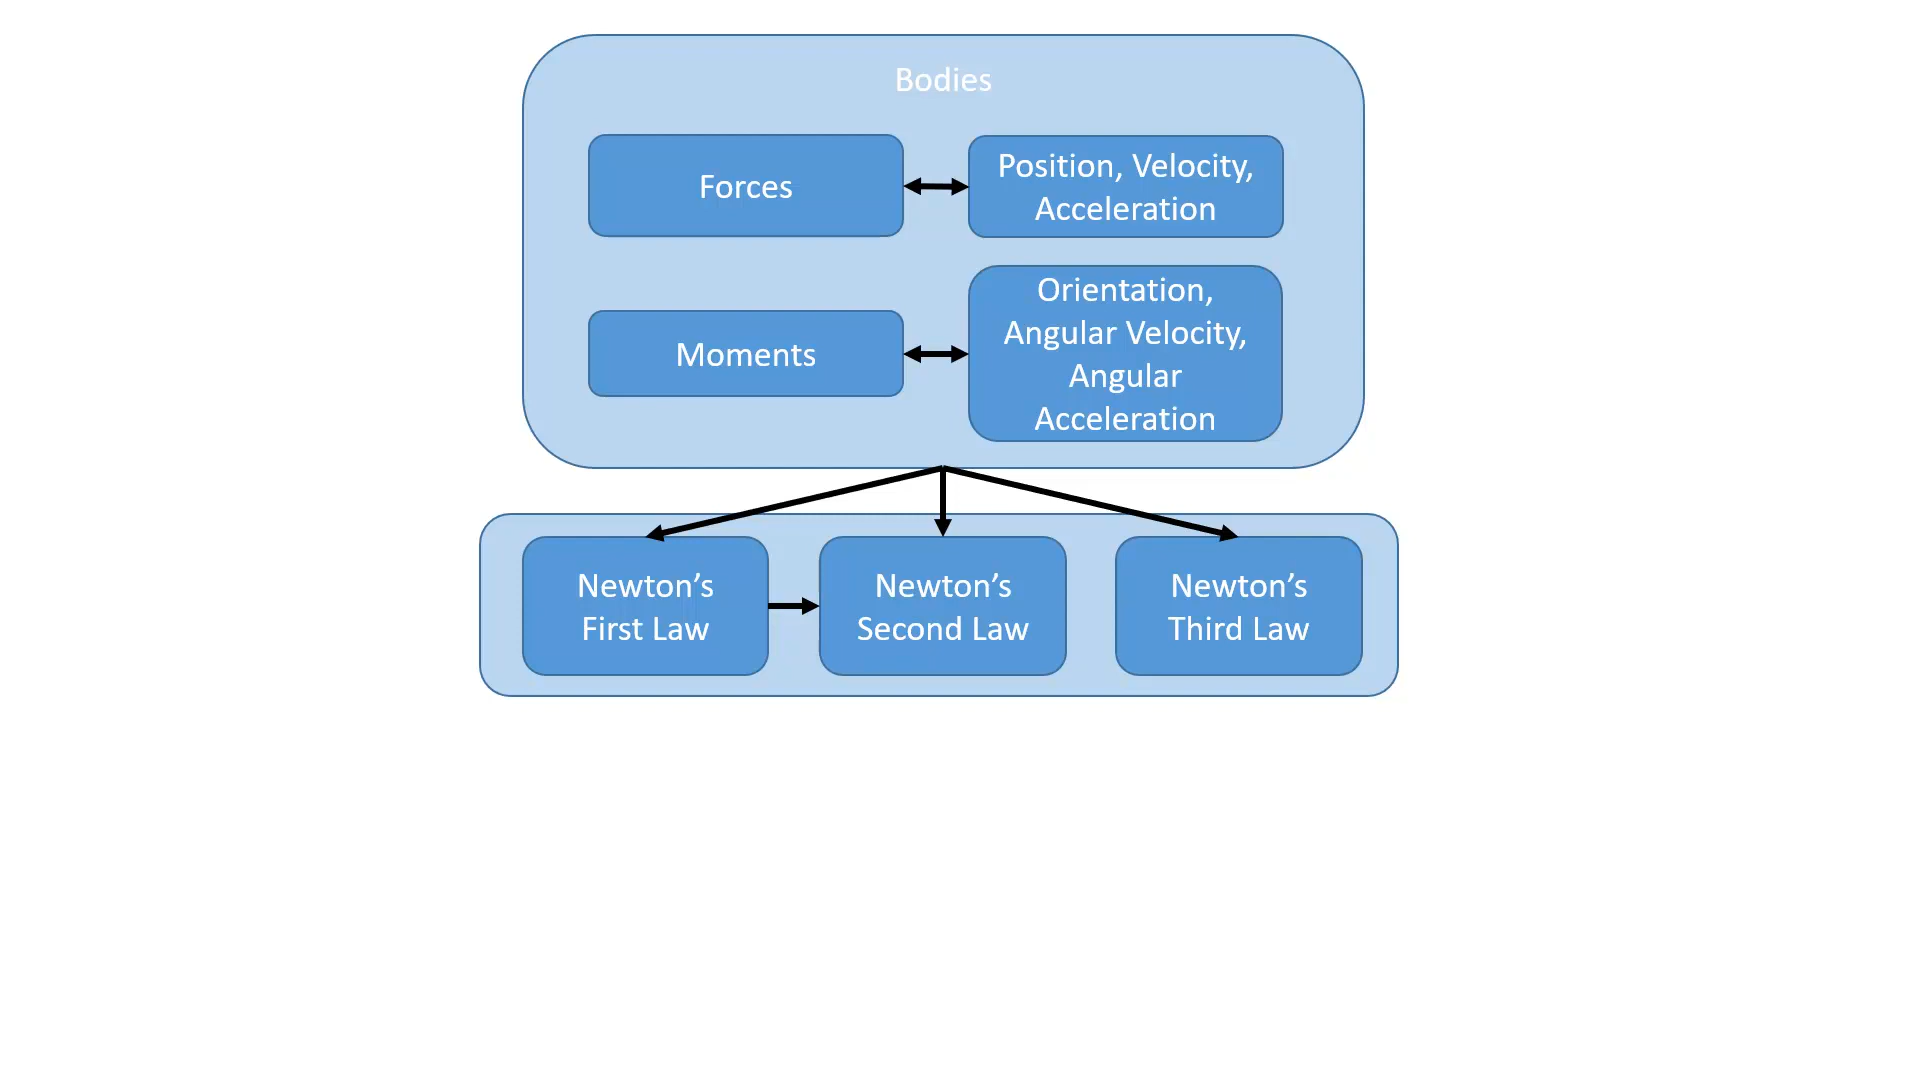 Bodies
Forces
Position, Velocity,
Acceleration
Moments
Orientation,
Angular Velocity,
Angular
Acceleration
Newton’s
First Law
Newton’s
Second Law
Newton’s
Third Law